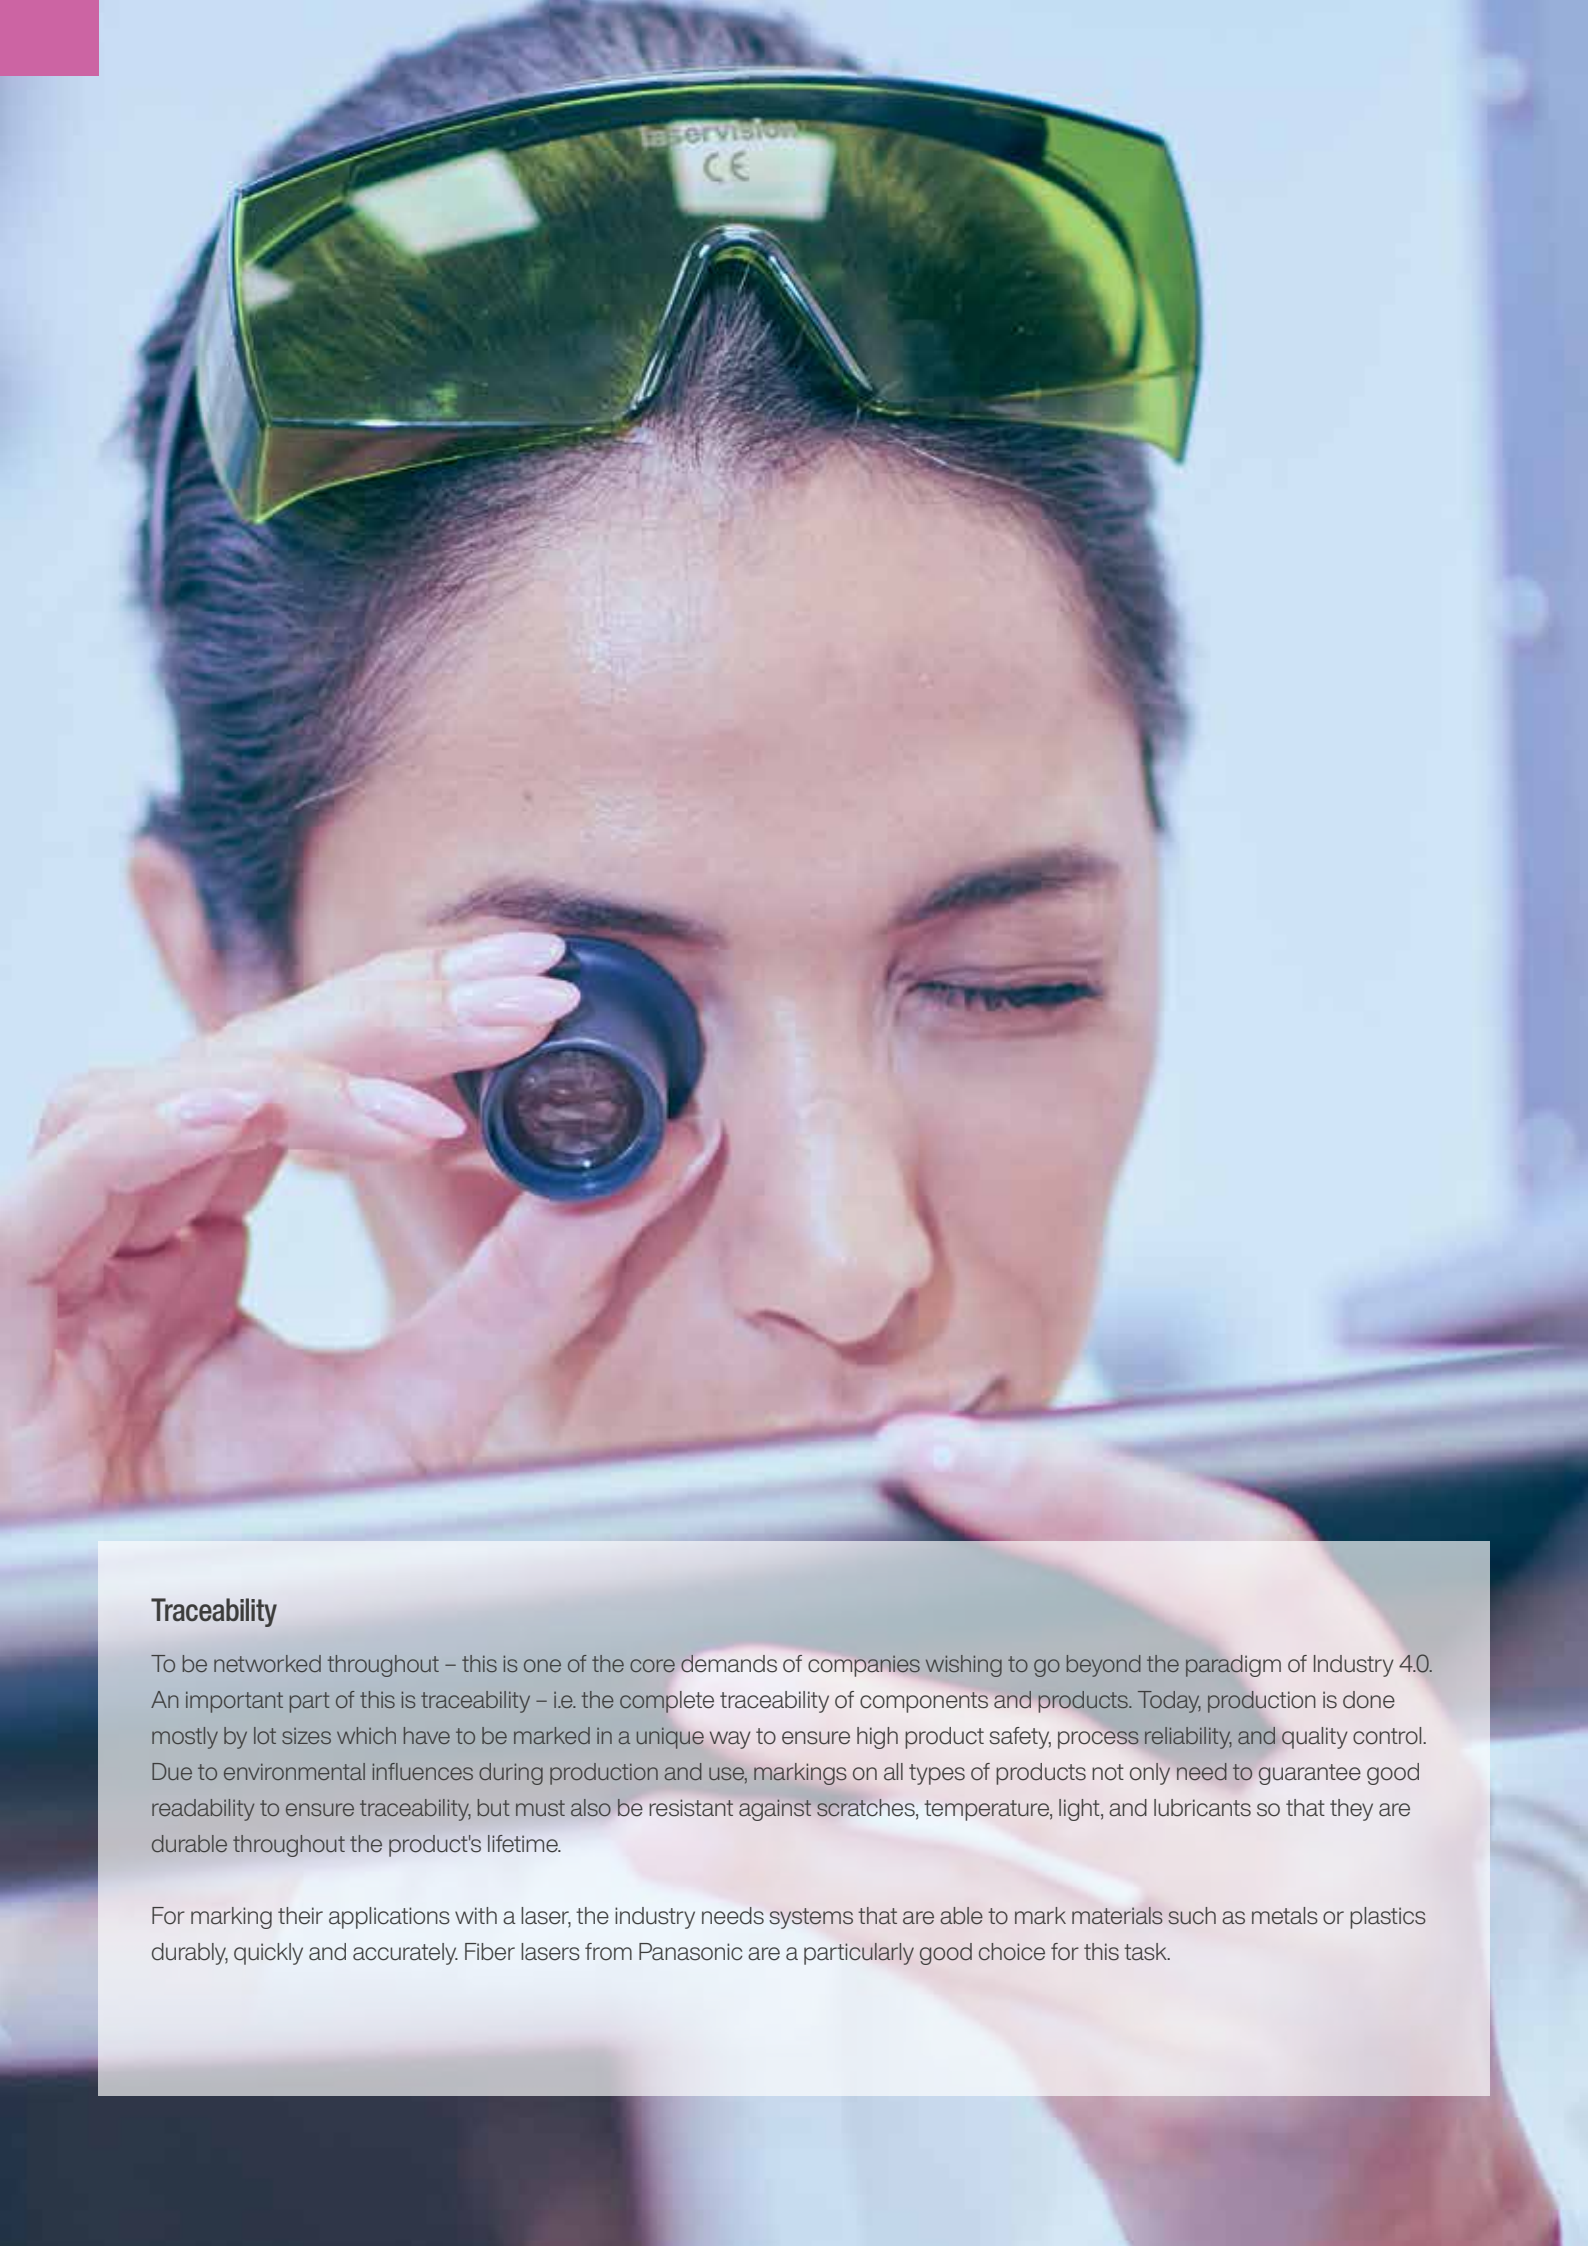 laservision
CE
Traceability
To be networked throughout – this is one of the core demands of companies wishing to go beyond the paradigm of Industry 4.0.
An important part of this is traceability – i.e. the complete traceability of components and products. Today, production is done
mostly by lot sizes which have to be marked in a unique way to ensure high product safety, process reliability, and quality control.
Due to environmental influences during production and use, markings on all types of products not only need to guarantee good
readability to ensure traceability, but must also be resistant against scratches, temperature, light, and lubricants so that they are
durable throughout the product's lifetime.
For marking their applications with a laser, the industry needs systems that are able to mark materials such as metals or plastics
durably, quickly and accurately. Fiber lasers from Panasonic are a particularly good choice for this task.